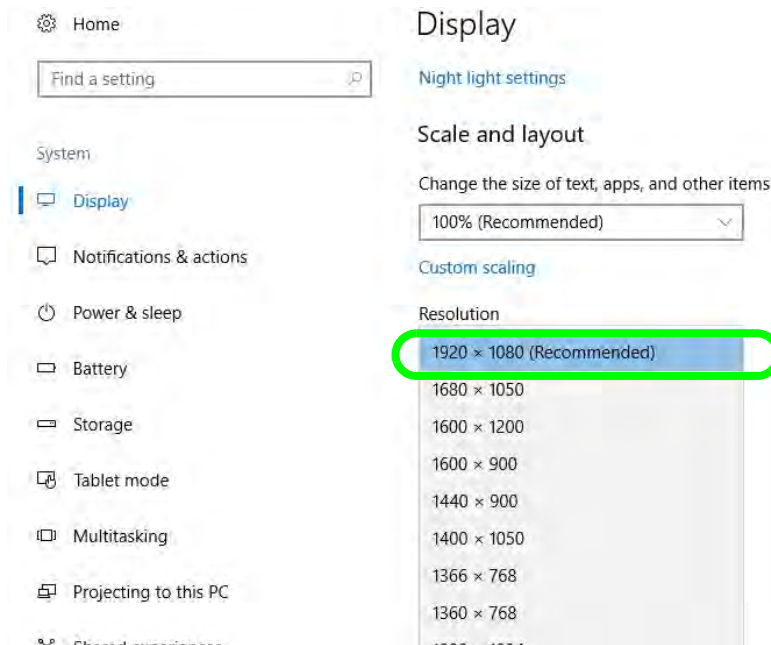 Home
Find a setting
System
Display
Notifications & actions
Power & sleep
Battery
Storage
Tablet mode
Multitasking
Projecting to this PC
Display
Night light settings
Scale and layout
Change the size of text, apps, and other items
100% (Recommended)
Custom scaling
Resolution
1920 × 1080 (Recommended)
1680 × 1050
1600 × 1200
1600 × 900
1440 × 900
1400 × 1050
1366 × 768
1360 × 768